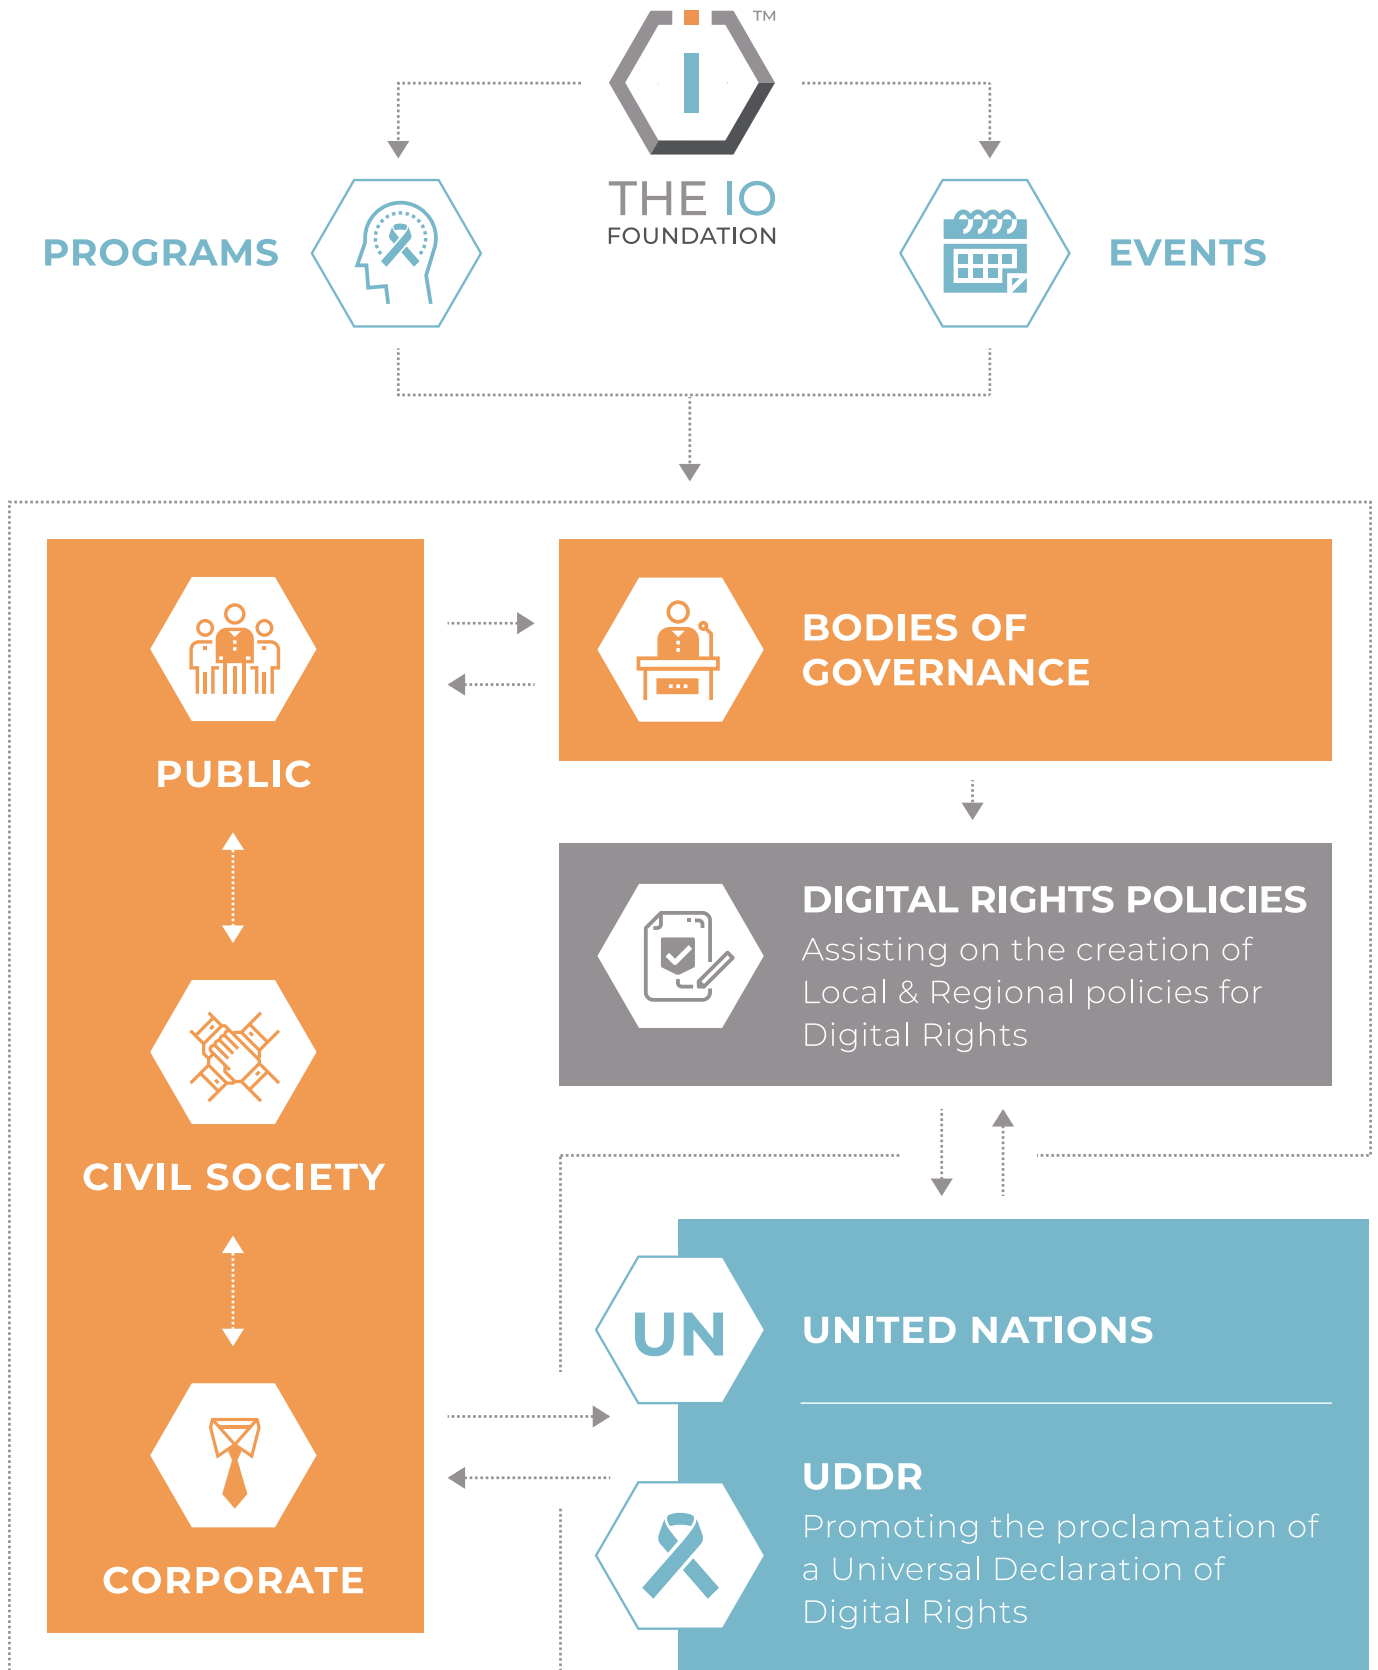 TM
THE IO
FOUNDATION
PROGRAMS
EVENTS
PUBLIC
CIVIL SOCIETY
CORPORATE
BODIES OF
GOVERNANCE
DIGITAL RIGHTS POLICIES
Assisting on the creation of
Local & Regional policies for
Digital Rights
UN
UNITED NATIONS
UDDR
Promoting the proclamation of
a Universal Declaration of
Digital Rights